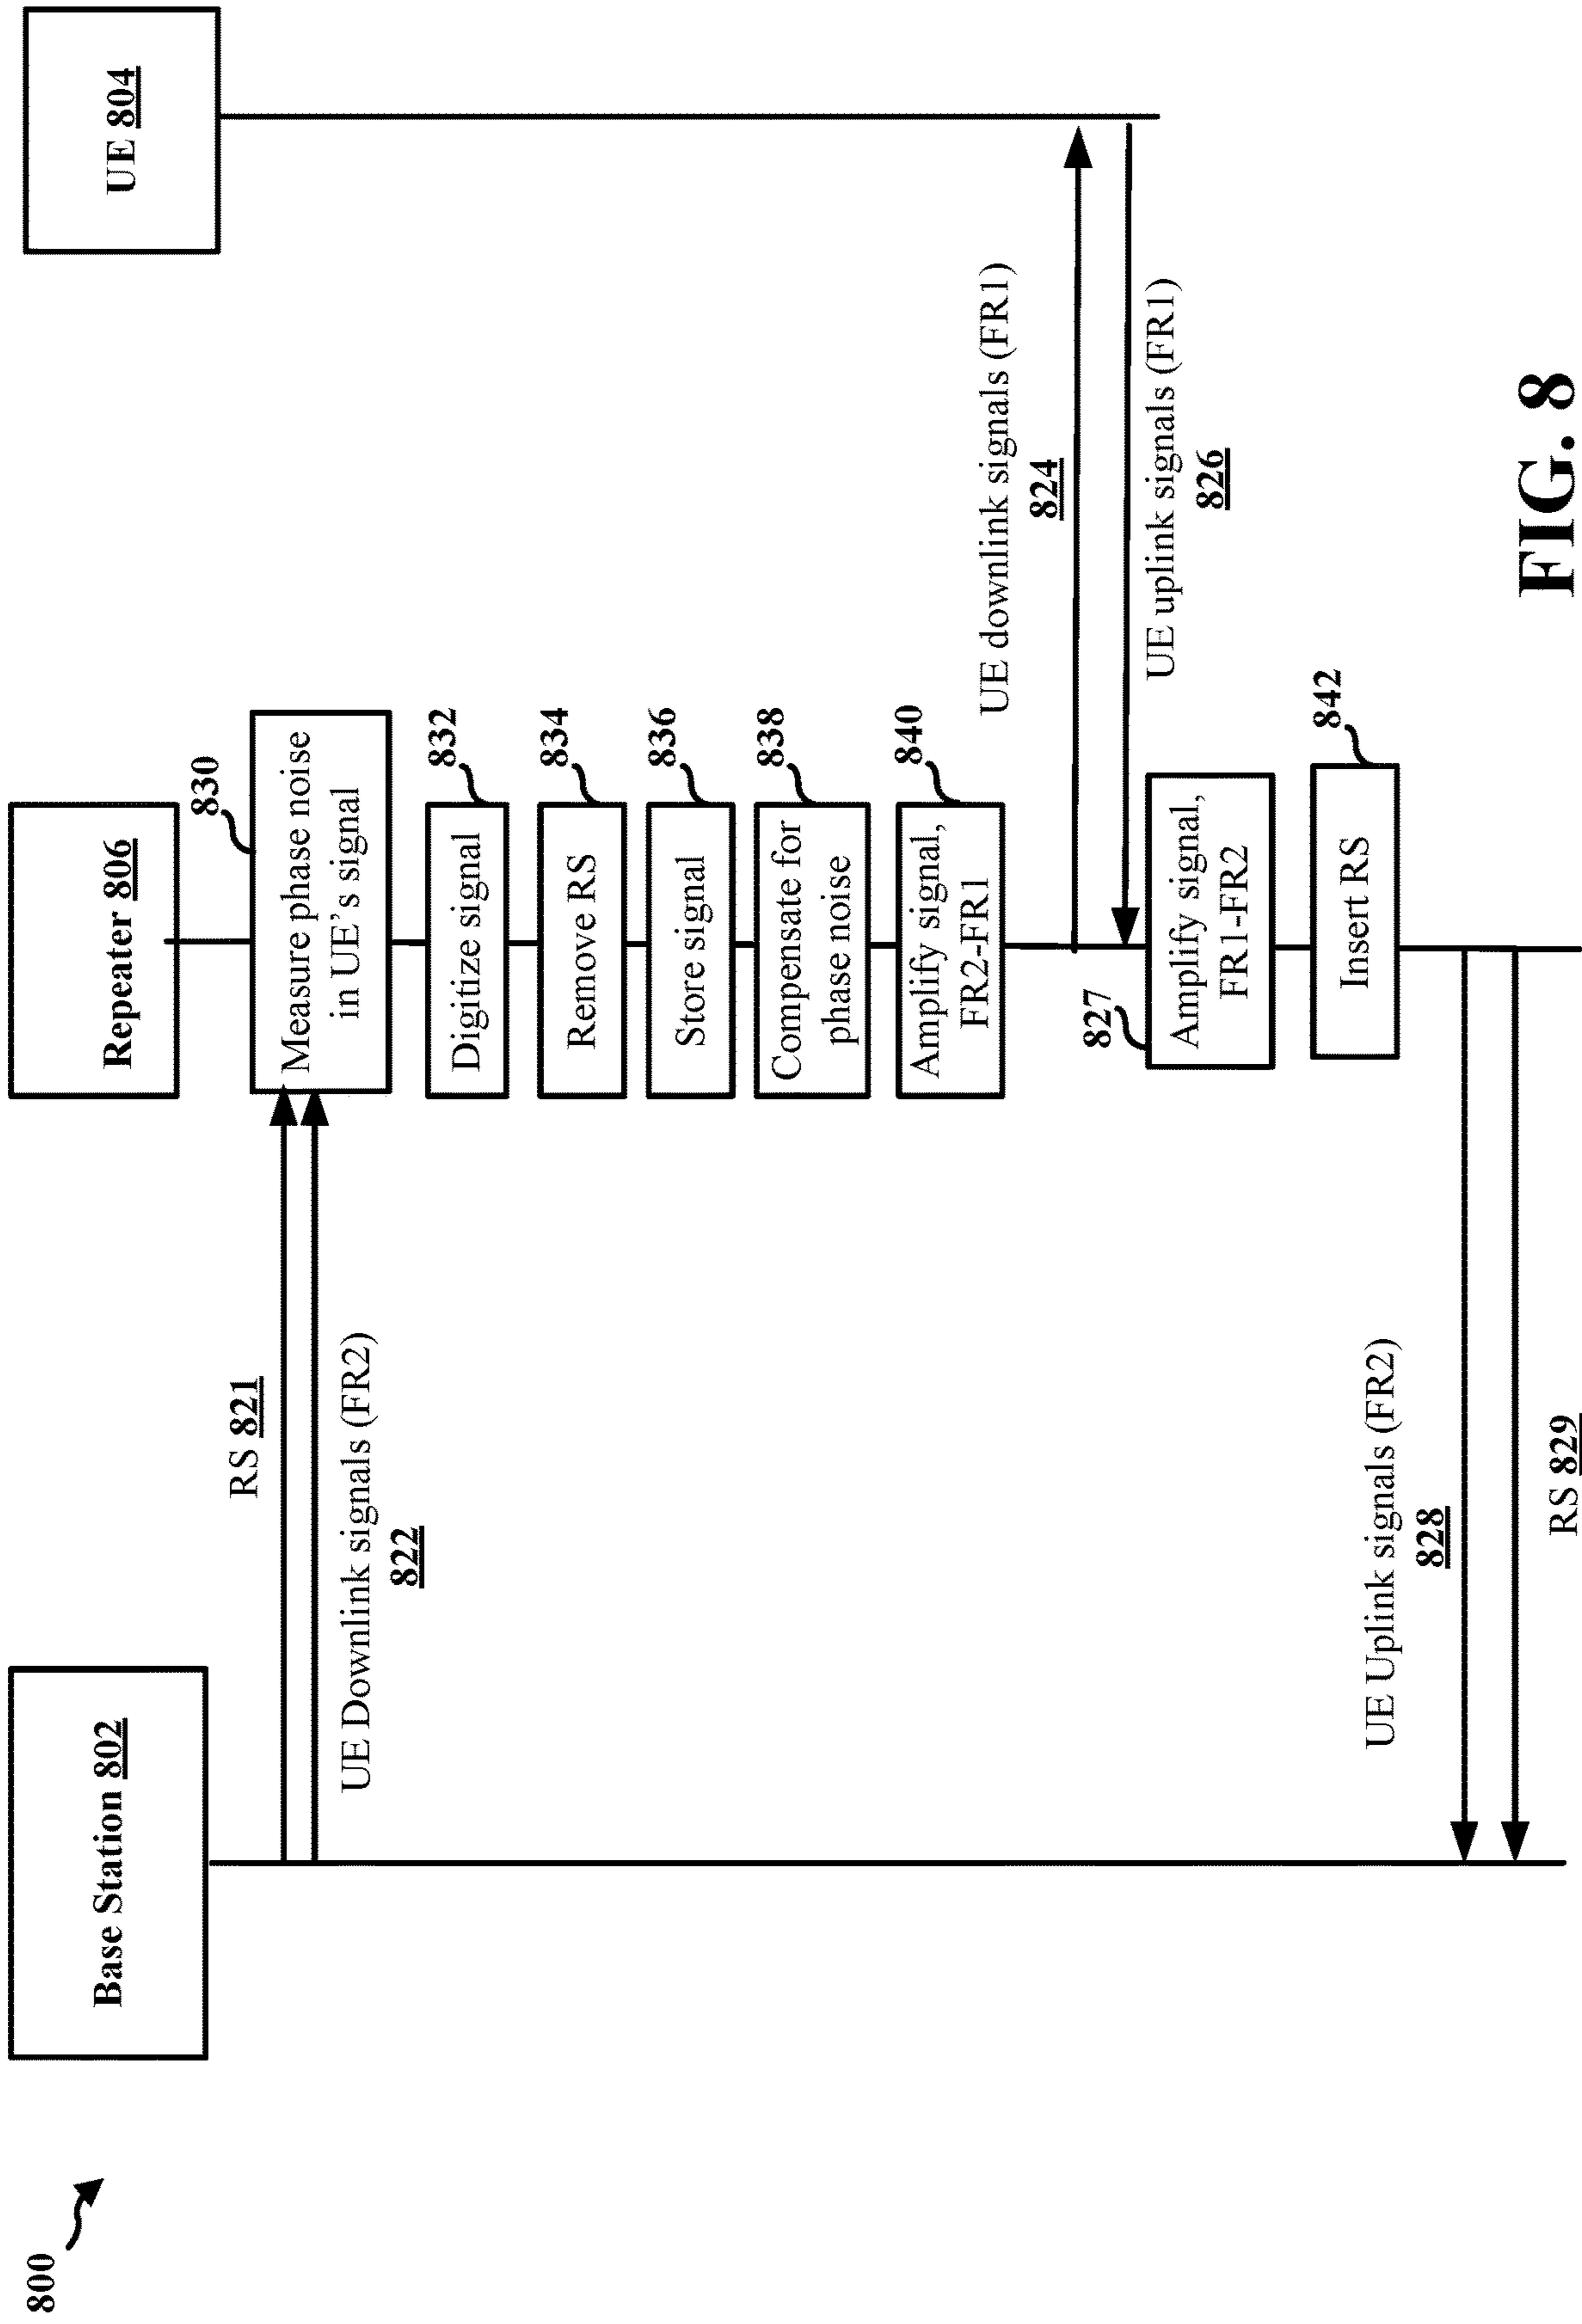 800
Base Station 802
Repeater 806
UE 804
RS 821
UE Downlink signals (FR2)
822
830
Measure phase noise
in UE's signal
832
Digitize signal
834
Remove RS
836
Store signal
838
Compensate for
phase noise
840
Amplify signal,
FR2-FR1
UE downlink signals (FR1)
824
UE uplink signals (FR1)
826
827
Amplify signal,
FR1-FR2
842
Insert RS
UE Uplink signals (FR2)
828
RS 829
FIG. 8